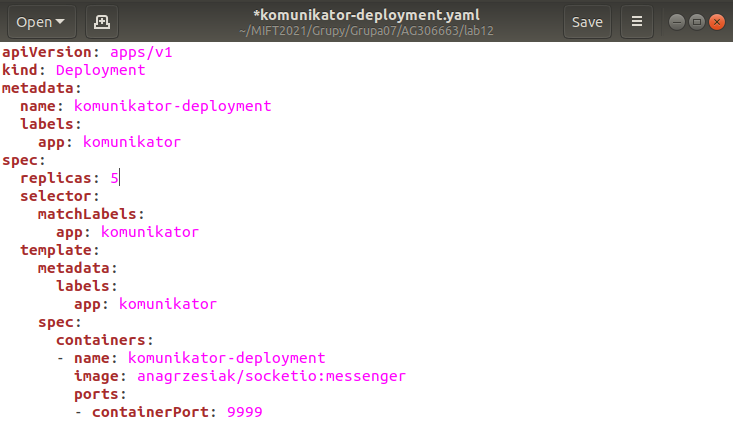 Open
*komunikator-deployment.yaml
~/MIFT2021/Grupy/Grupa07/AG306663/lab12
Save
apiVersion: apps/v1
kind: Deployment
metadata:
  name: komunikator-deployment
  labels:
    app: komunikator
spec:
  replicas: 5
  selector:
    matchLabels:
      app: komunikator
  template:
    metadata:
      labels:
        app: komunikator
    spec:
      containers:
      - name: komunikator-deployment
        image: anagrzesiak/socketio:messenger
        ports:
        - containerPort: 9999